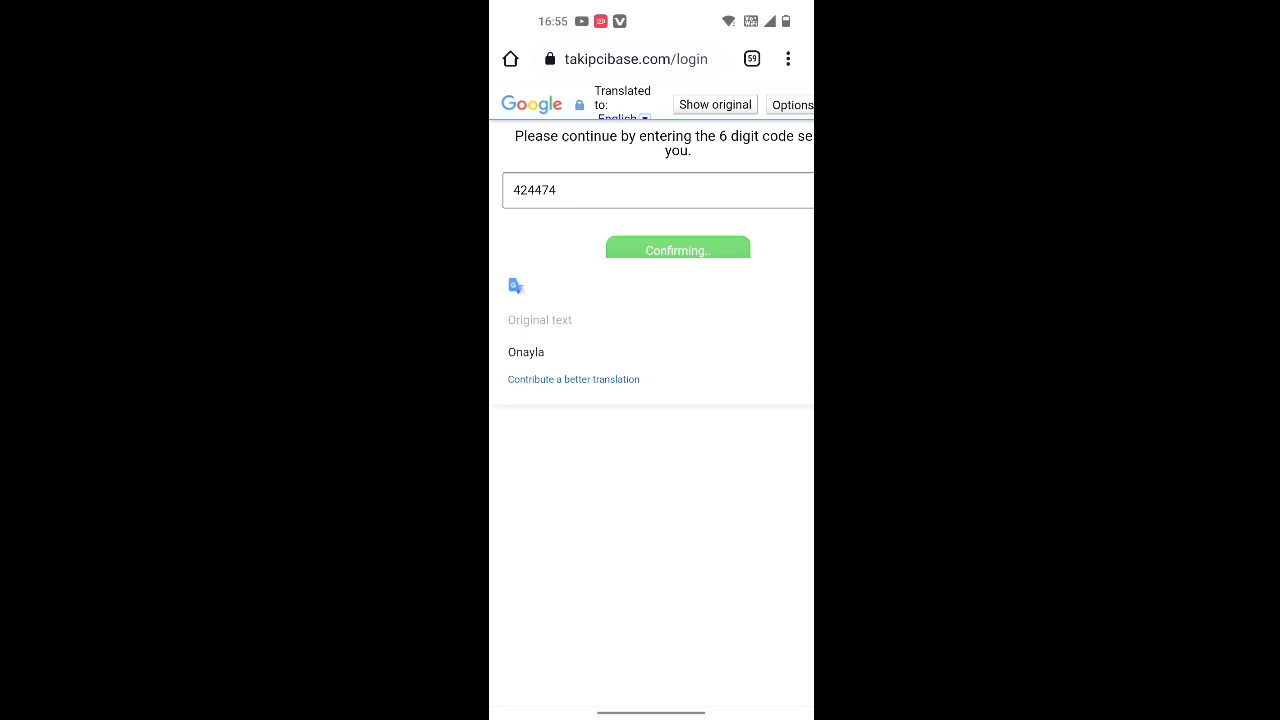 16:55
takipcibase.com/login
59
Google
Translated
to:
English
Show original
Options
Please continue by entering the 6 digit code se
you.
424474
Confirming..
Original text
Onayla
Contribute a better translation